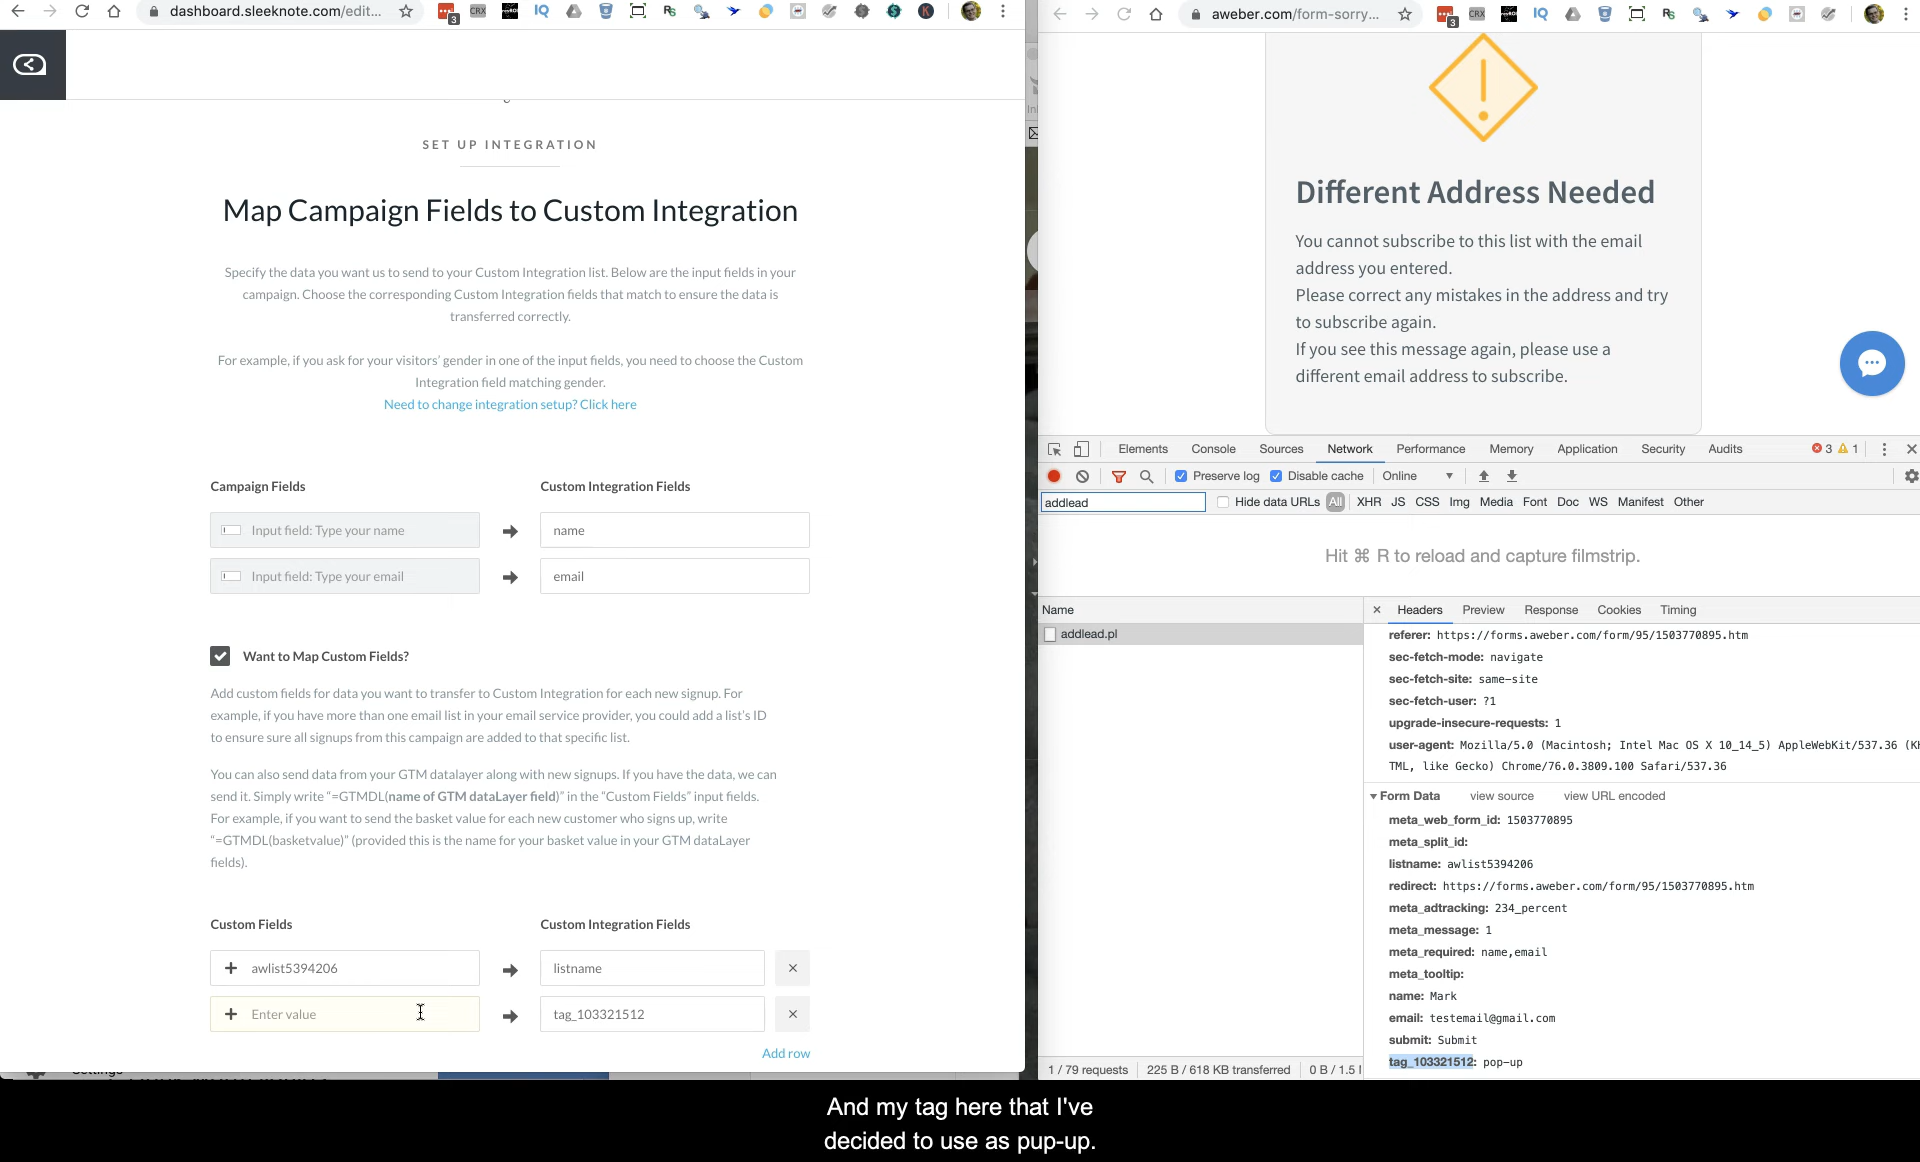 dashboard.sleeknote.com/edit...
3
CRX
IQ
Rs
K
SET UP INTEGRATION
Map Campaign Fields to Custom Integration
Specify the data you want us to send to your Custom Integration list. Below are the input fields in your
campaign. Choose the corresponding Custom Integration fields that match to ensure the data is
transferred correctly.
For example, if you ask for your visitors' gender in one of the input fields, you need to choose the Custom
Integration field matching gender.
Need to change integration setup? Click here
Campaign Fields
Custom Integration Fields
Input field: Type your name
name
Input field: Type your email
email
Want to Map Custom Fields?
Add custom fields for data you want to transfer to Custom Integration for each new signup. For
example, if you have more than one email list in your email service provider, you could add a list's ID
to ensure sure all signups from this campaign are added to that specific list.
You can also send data from your GTM datalayer along with new signups. If you have the data, we can
send it. Simply write "=GTMDL(name of GTM dataLayer field)" in the "Custom Fields" input fields.
For example, if you want to send the basket value for each new customer who signs up, write
"=GTMDL(basketvalue)" (provided this is the name for your basket value in your GTM dataLayer
fields).
Custom Fields
Custom Integration Fields
awlist5394206
listname
Enter value
tag_103321512
Add row
aweber.com/form-sorry...
3
CRX
IQ
Rs
Different Address Needed
You cannot subscribe to this list with the email
address you entered.
Please correct any mistakes in the address and try
to subscribe again.
If you see this message again, please use a
different email address to subscribe.
Elements
Console
Sources
Network
Performance
Memory
Application
Security
Audits
3
1
Preserve log
Disable cache
Online
addlead
Hide data URLs
All
XHR
JS
CSS
Img
Media
Font
Doc
WS
Manifest
Other
Hit ⌘ R to reload and capture filmstrip.
Name
addlead.pl
Headers
Preview
Response
Cookies
Timing
referer: https://forms.aweber.com/form/95/1503770895.htm
sec-fetch-mode: navigate
sec-fetch-site: same-site
sec-fetch-user: ?1
upgrade-insecure-requests: 1
user-agent: Mozilla/5.0 (Macintosh; Intel Mac OS X 10_14_5) AppleWebKit/537.36 (KH
TML, like Gecko) Chrome/76.0.3809.100 Safari/537.36
Form Data
view source
view URL encoded
meta_web_form_id: 1503770895
meta_split_id:
listname: awlist5394206
redirect: https://forms.aweber.com/form/95/1503770895.htm
meta_adtracking: 234_percent
meta_message: 1
meta_required: name,email
meta_tooltip:
name: Mark
email: testemail@gmail.com
submit: Submit
tag_103321512: pop-up
1 / 79 requests
225 B / 618 KB transferred
0 B / 1.5
And my tag here that I've
decided to use as pup-up.